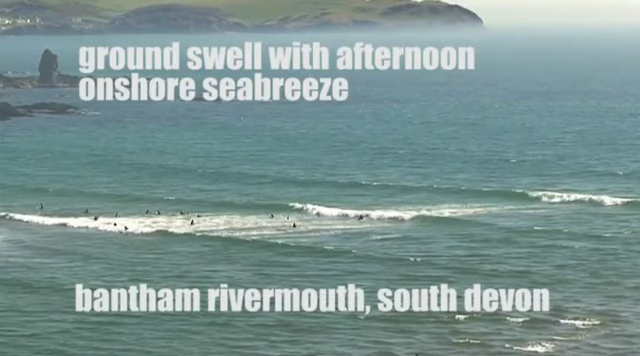 ground swell with afternoon
onshore seabreeze
bantham rivermouth, south devon